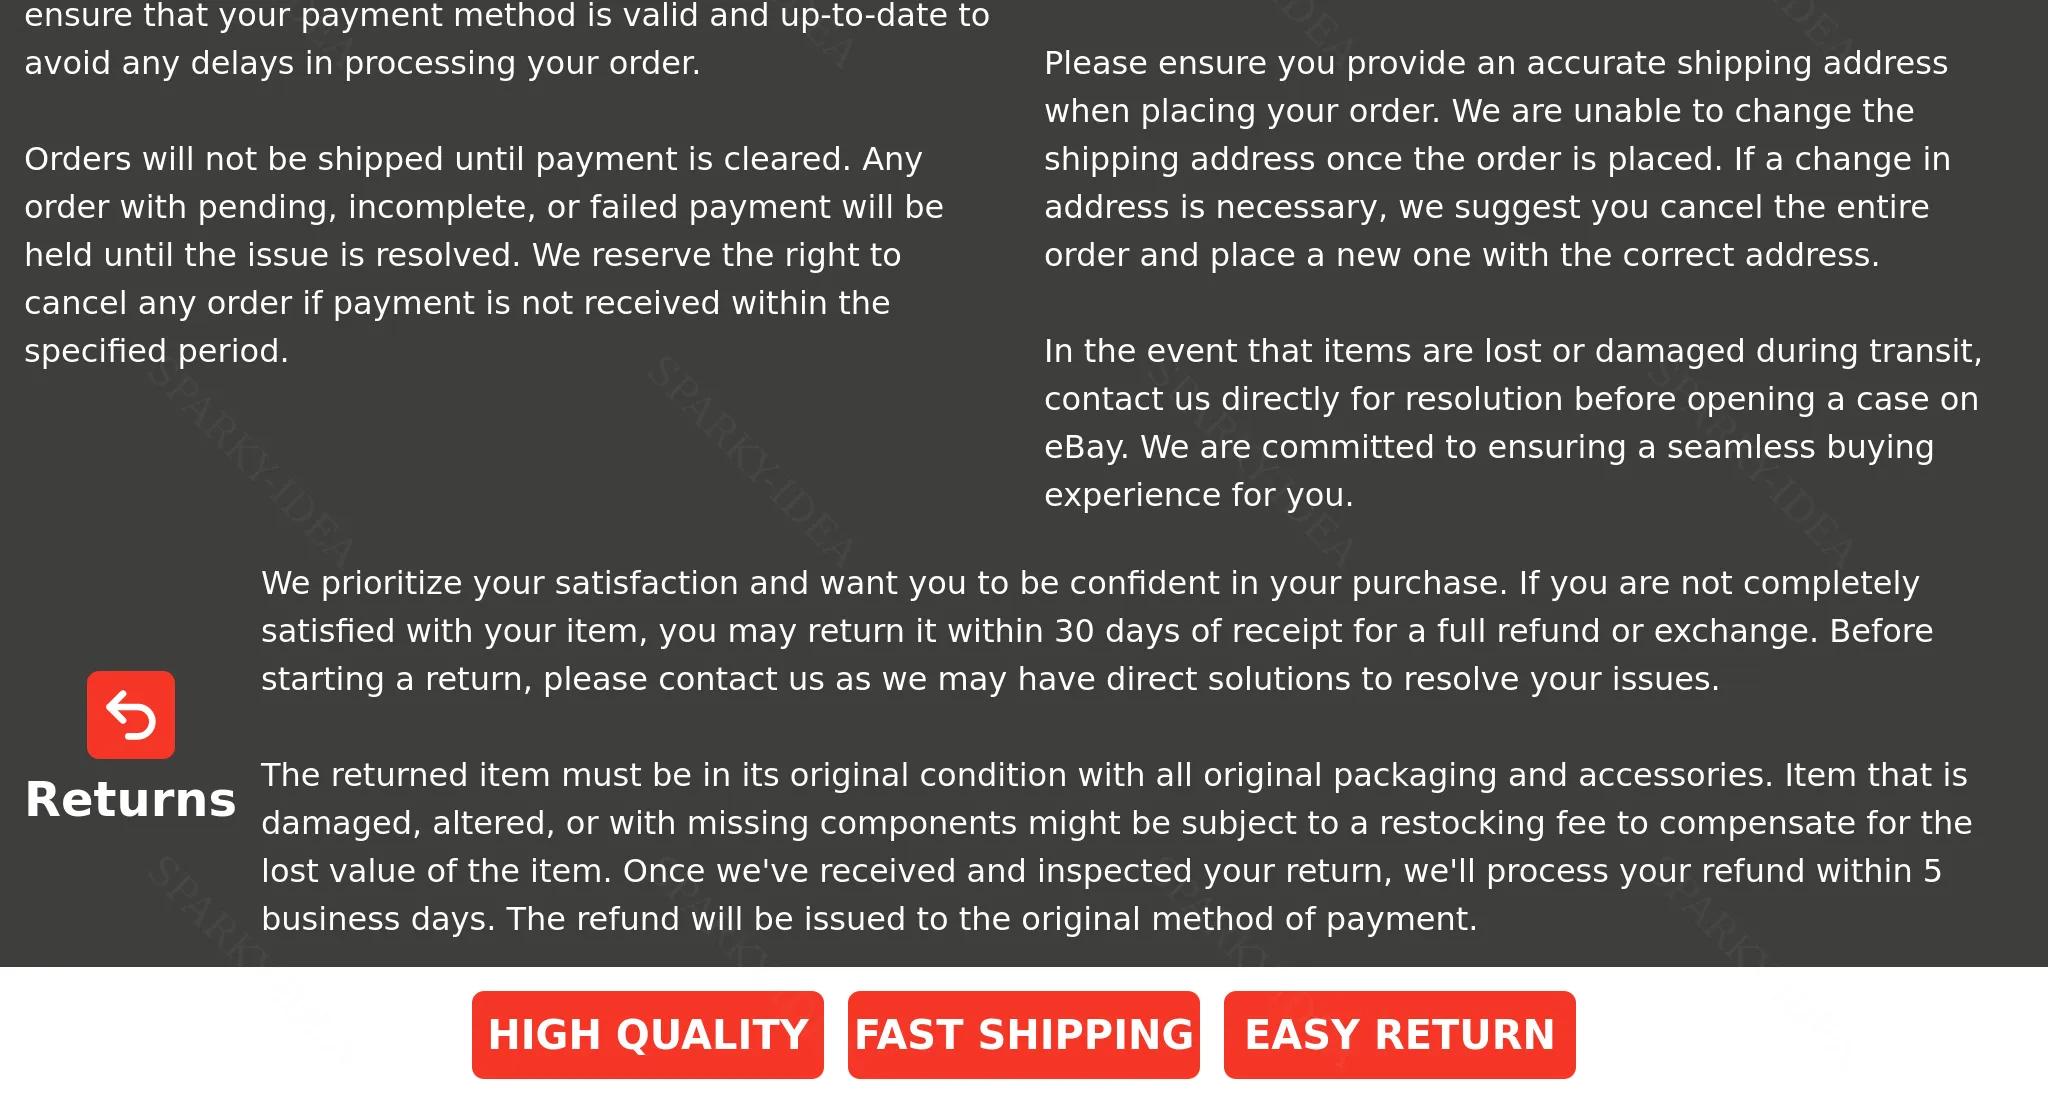 ensure that your payment method is valid and up-to-date to
avoid any delays in processing your order.
Orders will not be shipped until payment is cleared. Any
order with pending, incomplete, or failed payment will be
held until the issue is resolved. We reserve the right to
cancel any order if payment is not received within the
specified period.
Please ensure you provide an accurate shipping address
when placing your order. We are unable to change the
shipping address once the order is placed. If a change in
address is necessary, we suggest you cancel the entire
order and place a new one with the correct address.
In the event that items are lost or damaged during transit,
contact us directly for resolution before opening a case on
eBay. We are committed to ensuring a seamless buying
experience for you.
Returns
We prioritize your satisfaction and want you to be confident in your purchase. If you are not completely
satisfied with your item, you may return it within 30 days of receipt for a full refund or exchange. Before
starting a return, please contact us as we may have direct solutions to resolve your issues.
The returned item must be in its original condition with all original packaging and accessories. Item that is
damaged, altered, or with missing components might be subject to a restocking fee to compensate for the
lost value of the item. Once we've received and inspected your return, we'll process your refund within 5
business days. The refund will be issued to the original method of payment.
HIGH QUALITY
FAST SHIPPING
EASY RETURN
SPARKY-IDEA
SPARKY-IDEA
SPARKY-IDEA
SPARKY-IDEA